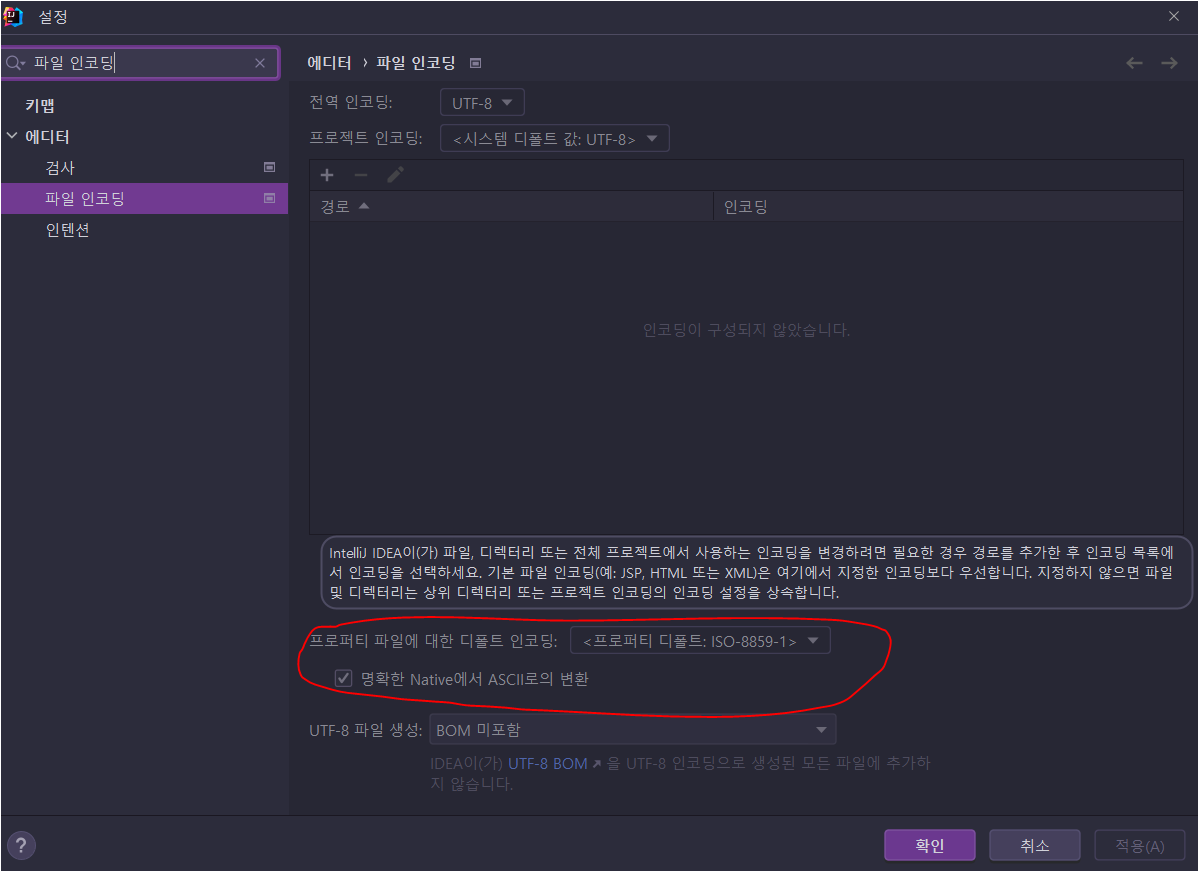 설정
파일 인코딩
키맵
에디터
검사
파일 인코딩
인텐션
에디터 › 파일 인코딩
전역 인코딩: UTF-8
프로젝트 인코딩: <시스템 디폴트 값: UTF-8>
경로 인코딩
인코딩이 구성되지 않았습니다.
IntelliJ IDEA이(가) 파일, 디렉터리 또는 전체 프로젝트에서 사용하는 인코딩을 변경하려면 필요한 경우 경로를 추가한 후 인코딩 목록에
서 인코딩을 선택하세요. 기본 파일 인코딩(예: JSP, HTML 또는 XML)은 여기에서 지정한 인코딩보다 우선합니다. 지정하지 않으면 파일
및 디렉터리는 상위 디렉터리 또는 프로젝트 인코딩의 인코딩 설정을 상속합니다.
프로퍼티 파일에 대한 디폴트 인코딩: <프로퍼티 디폴트: ISO-8859-1>
명확한 Native에서 ASCII로의 변환
UTF-8 파일 생성: BOM 미포함
IDEA이(가) UTF-8 BOM ↗ 을 UTF-8 인코딩으로 생성된 모든 파일에 추가하
지 않습니다.
?
확인
취소
적용(A)